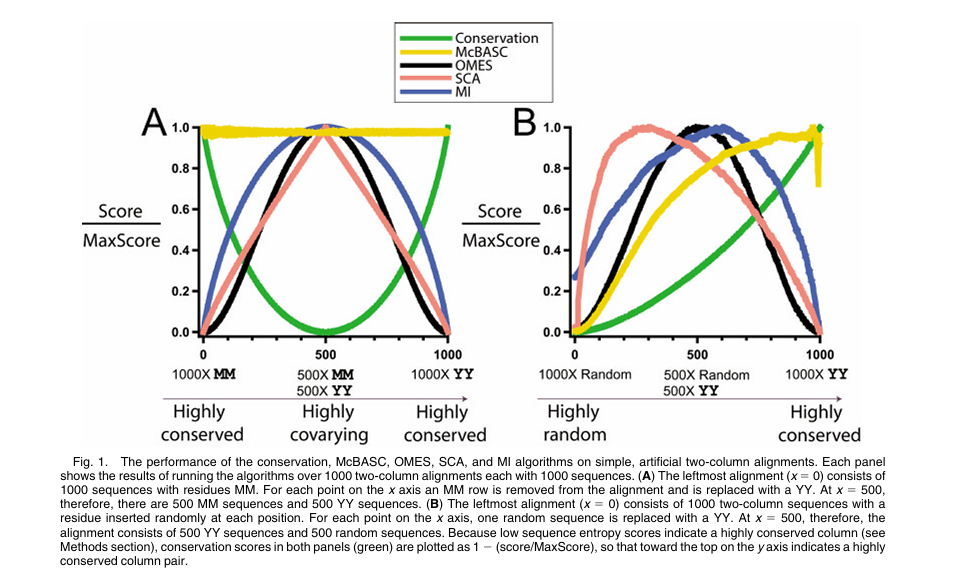 Conservation
McBASC
OMES
SCA
MI
A
1.0
0.8
0.6
0.4
0.2
0.0
Score
MaxScore
0 500 1000
1000X MM 500X MM 1000X YY
500X YY
Highly Highly Highly
conserved covarying conserved
B
1.0
0.8
0.6
0.4
0.2
0.0
Score
MaxScore
0 500 1000
1000X Random 500X Random 1000X YY
500X YY
Highly Highly
random conserved
Fig. 1. The performance of the conservation, McBASC, OMES, SCA, and MI algorithms on simple, artificial two-column alignments. Each panel
shows the results of running the algorithms over 1000 two-column alignments each with 1000 sequences. (A) The leftmost alignment (x = 0) consists of
1000 sequences with residues MM. For each point on the x axis an MM row is removed from the alignment and is replaced with a YY. At x = 500,
therefore, there are 500 MM sequences and 500 YY sequences. (B) The leftmost alignment (x = 0) consists of 1000 two-column sequences with a
residue inserted randomly at each position. For each point on the x axis, one random sequence is replaced with a YY. At x = 500, therefore, the
alignment consists of 500 YY sequences and 500 random sequences. Because low sequence entropy scores indicate a highly conserved column (see
Methods section), conservation scores in both panels (green) are plotted as 1 − (score/MaxScore), so that toward the top on the y axis indicates a highly
conserved column pair.